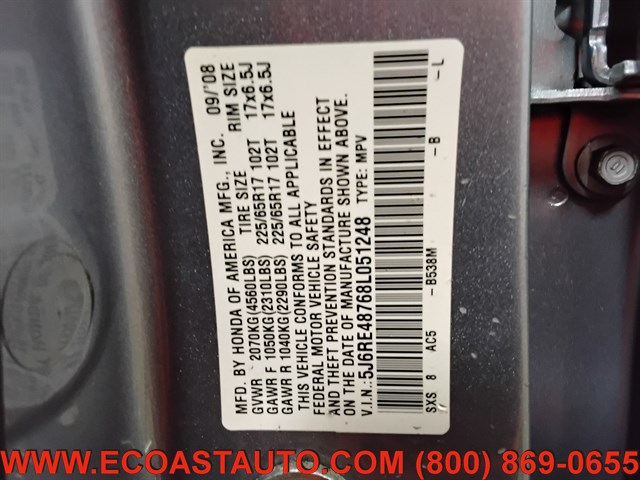 MFD. BY HONDA OF AMERICA MFG., INC. 09/'08
GVWR 2070KG(4560LBS) TIRE SIZE RIM SIZE
GAWR F 1050KG(2310LBS) 225/65R17 102T 17x6.5J
GAWR R 1040KG(2290LBS) 225/65R17 102T 17x6.5J
THIS VEHICLE CONFORMS TO ALL APPLICABLE
FEDERAL MOTOR VEHICLE SAFETY
AND THEFT PREVENTION STANDARDS IN EFFECT
ON THE DATE OF MANUFACTURE SHOWN ABOVE.
V.I.N.: 5J6RE48768L051248 TYPE: MPV
SXS 8 AC5 -B538M -B -L
WWW.ECOASTAUTO.COM (800) 869-0655